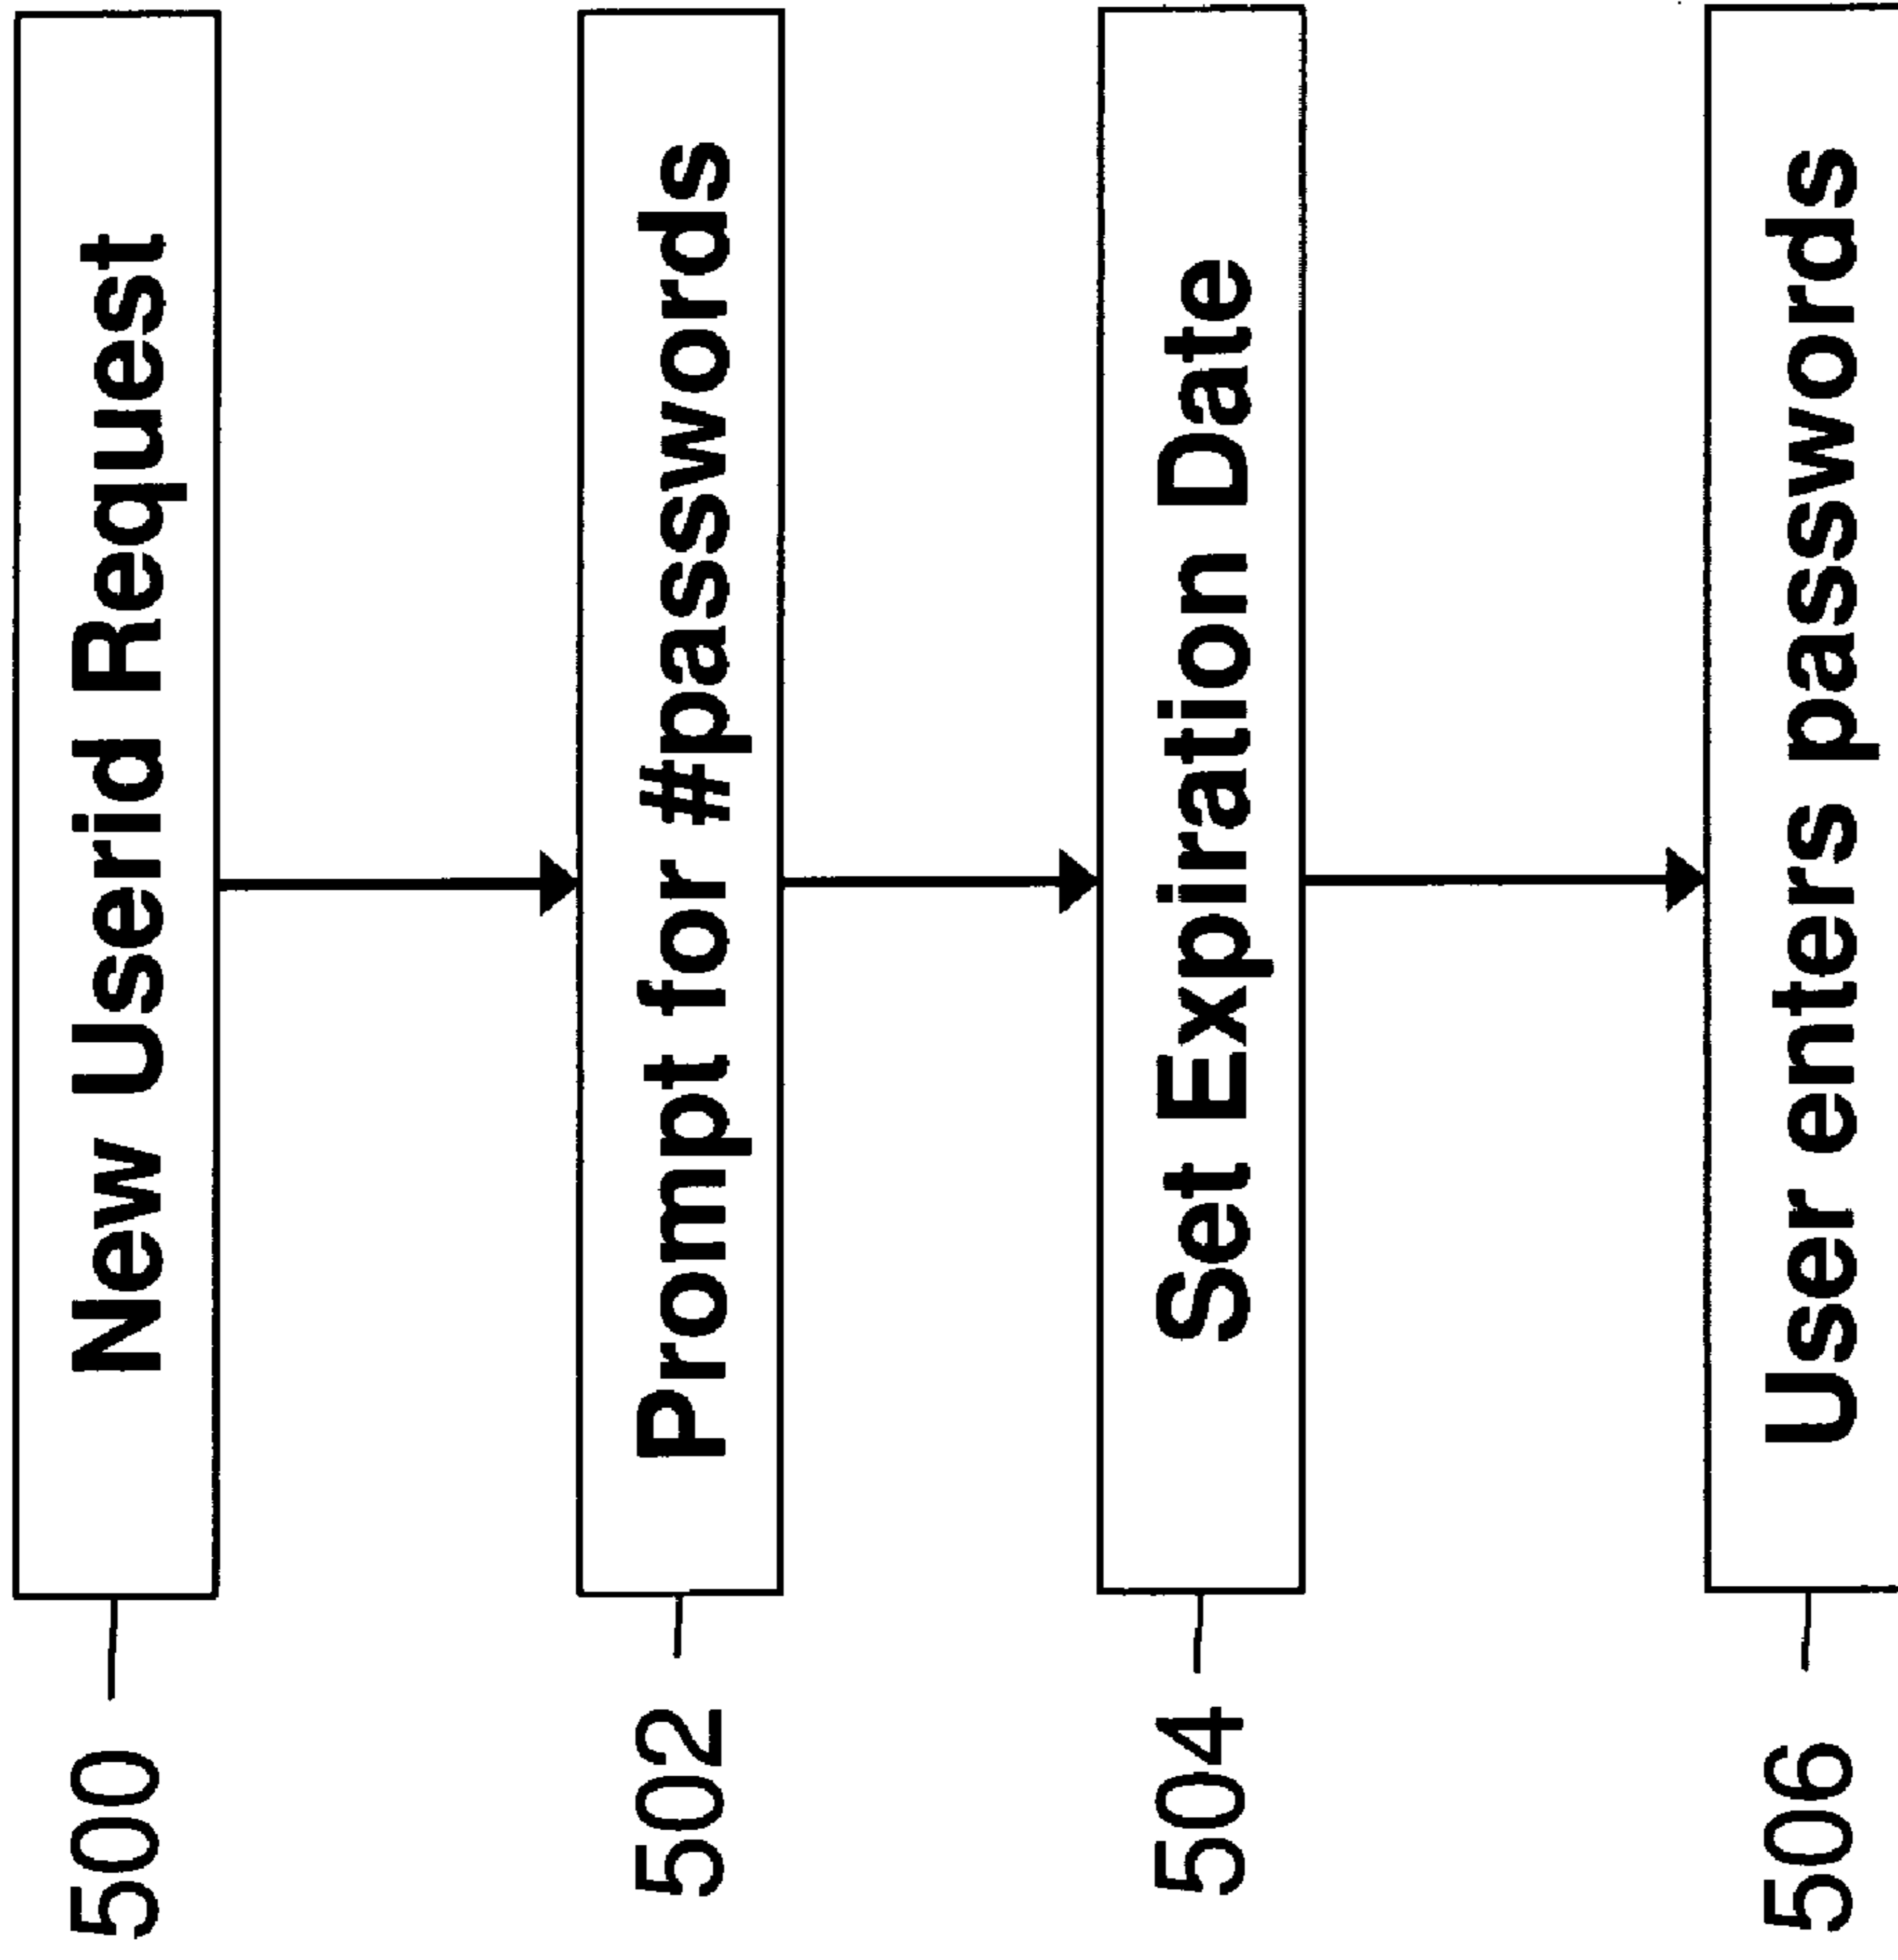 500
New Userid Request
502
Prompt for #passwords
504
Set Expiration Date
506
User enters passwords